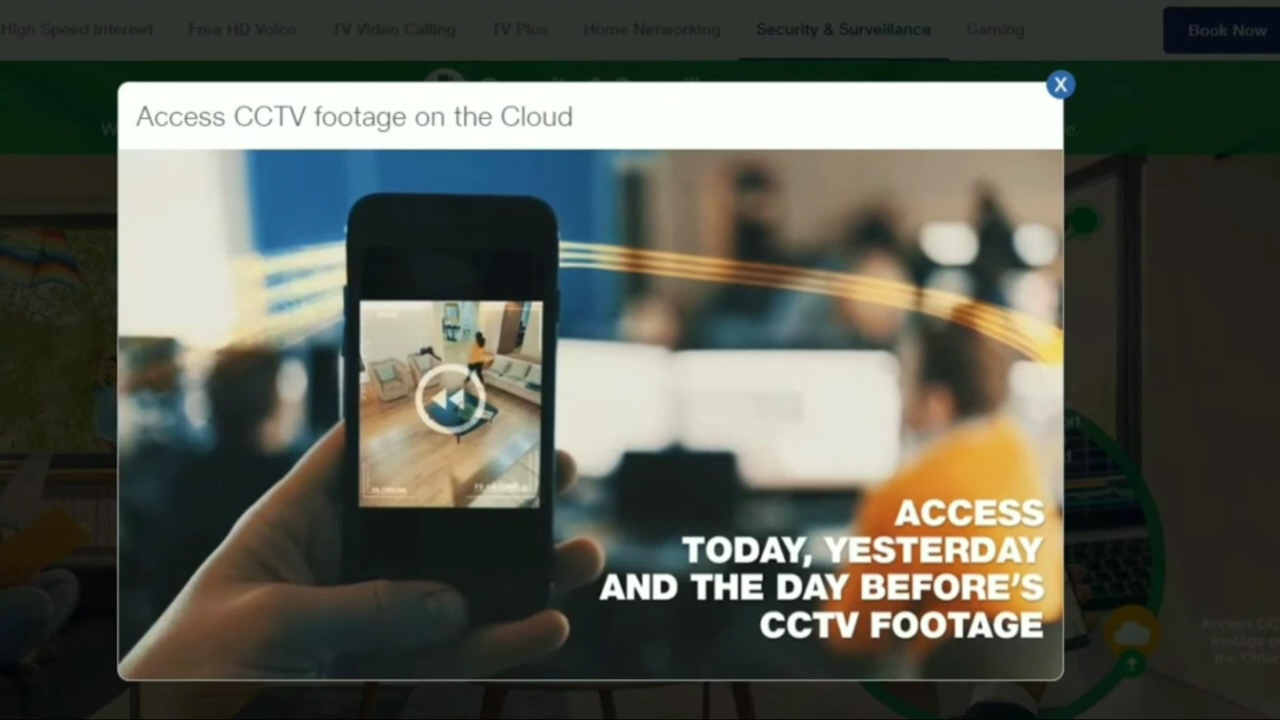 High Speed Internet Free HD Voice TV Video Calling TV Plus Home Networking Security & Surveillance Gaming Book Now
X
Access CCTV footage on the Cloud
ACCESS
TODAY, YESTERDAY
AND THE DAY BEFORE'S
CCTV FOOTAGE